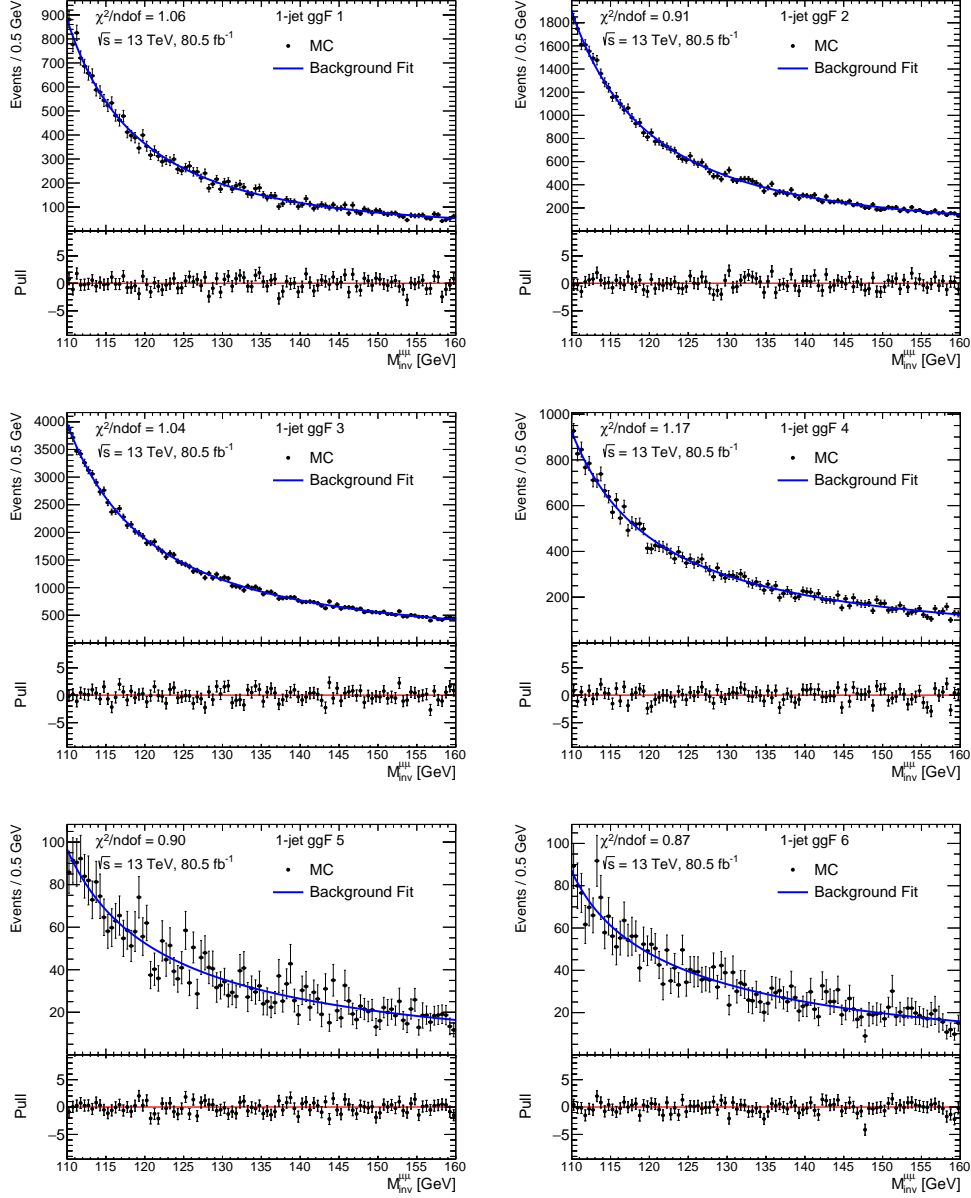 Events / 0.5 GeV
900
800
700
600
500
400
300
200
100
χ²/ndof = 1.06
1-jet ggF 1
√s = 13 TeV, 80.5 fb⁻¹
MC
Background Fit
Pull
5
0
−5
110 115 120 125 130 135 140 145 150 155 160
M^μμ_inv [GeV]
Events / 0.5 GeV
1800
1600
1400
1200
1000
800
600
400
200
χ²/ndof = 0.91
1-jet ggF 2
√s = 13 TeV, 80.5 fb⁻¹
MC
Background Fit
Pull
5
0
−5
110 115 120 125 130 135 140 145 150 155 160
M^μμ_inv [GeV]
Events / 0.5 GeV
4000
3500
3000
2500
2000
1500
1000
500
χ²/ndof = 1.04
1-jet ggF 3
√s = 13 TeV, 80.5 fb⁻¹
MC
Background Fit
Pull
5
0
−5
110 115 120 125 130 135 140 145 150 155 160
M^μμ_inv [GeV]
Events / 0.5 GeV
1000
800
600
400
200
χ²/ndof = 1.17
1-jet ggF 4
√s = 13 TeV, 80.5 fb⁻¹
MC
Background Fit
Pull
5
0
−5
110 115 120 125 130 135 140 145 150 155 160
M^μμ_inv [GeV]
Events / 0.5 GeV
100
80
60
40
20
χ²/ndof = 0.90
1-jet ggF 5
√s = 13 TeV, 80.5 fb⁻¹
MC
Background Fit
Pull
5
0
−5
110 115 120 125 130 135 140 145 150 155 160
M^μμ_inv [GeV]
Events / 0.5 GeV
100
80
60
40
20
χ²/ndof = 0.87
1-jet ggF 6
√s = 13 TeV, 80.5 fb⁻¹
MC
Background Fit
Pull
5
0
−5
110 115 120 125 130 135 140 145 150 155 160
M^μμ_inv [GeV]